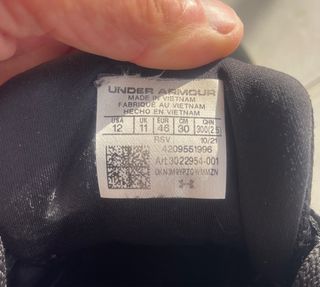 UNDER ARMOUR
MADE IN VIETNAM
FABRIQUÉ AU VIETNAM
HECHO EN VIETNAM
USA UK EUR CM CHN
12 11 46 30 300(2.5)
RSV 10/21
4209551996
Art.3022954-001